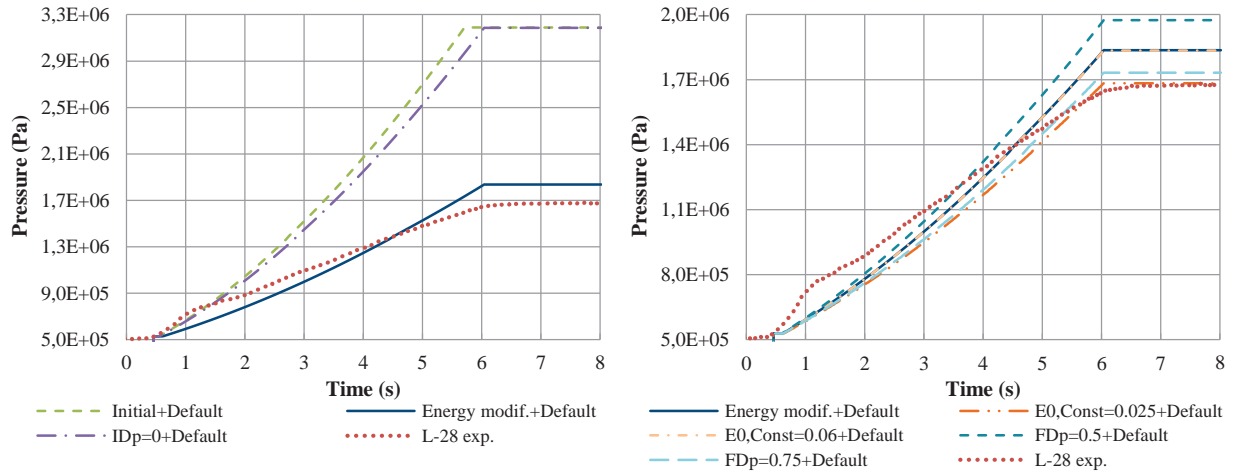 3,3E+06
2,9E+06
2,5E+06
2,1E+06
1,7E+06
1,3E+06
9,0E+05
5,0E+05
Pressure (Pa)
0 1 2 3 4 5 6 7 8
Time (s)
Initial+Default
Energy modif.+Default
IDp=0+Default
L-28 exp.
2,0E+06
1,7E+06
1,4E+06
1,1E+06
8,0E+05
5,0E+05
Pressure (Pa)
0 1 2 3 4 5 6 7 8
Time (s)
Energy modif.+Default
E0,Const=0.025+Default
E0,Const=0.06+Default
FDp=0.5+Default
FDp=0.75+Default
L-28 exp.